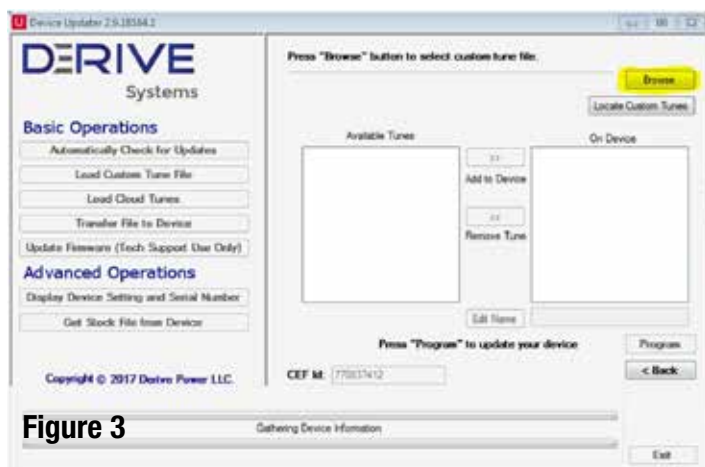 Device Updater 2.9.18564.2
DERIVE
Systems
Basic Operations
Automatically Check for Updates
Load Custom Tune File
Load Cloud Tunes
Transfer File to Device
Update Firmware (Tech Support Use Only)
Advanced Operations
Display Device Setting and Serial Number
Get Stock File from Device
Copyright © 2017 Derive Power LLC.
Press "Browse" button to select custom tune file.
Browse
Locate Custom Tunes
Available Tunes
On Device
>>
Add to Device
<<
Remove Tune
Edit Name
Press "Program" to update your device
Program
CEF Id:
< Back
Figure 3
Gathering Device Information
Exit